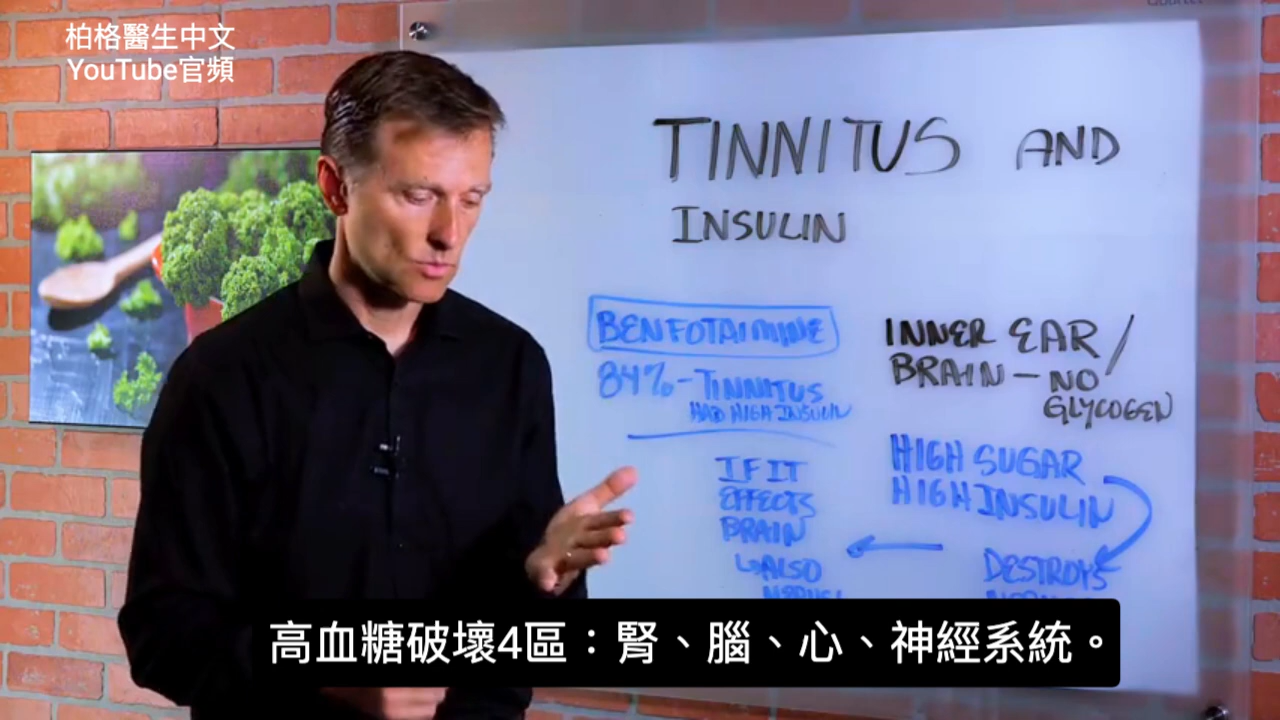 柏格醫生中文
YouTube官頻
TINNITUS AND
INSULIN
BENFOTAIMINE
84% - TINNITUS
HAD HIGH INSULIN
IF IT
EFFECTS
BRAIN
↳ ALSO
INNER EAR /
BRAIN - NO
GLYCOGEN
HIGH SUGAR
HIGH INSULIN
DESTROYS
高血糖破壞4區：腎、腦、心、神經系統。